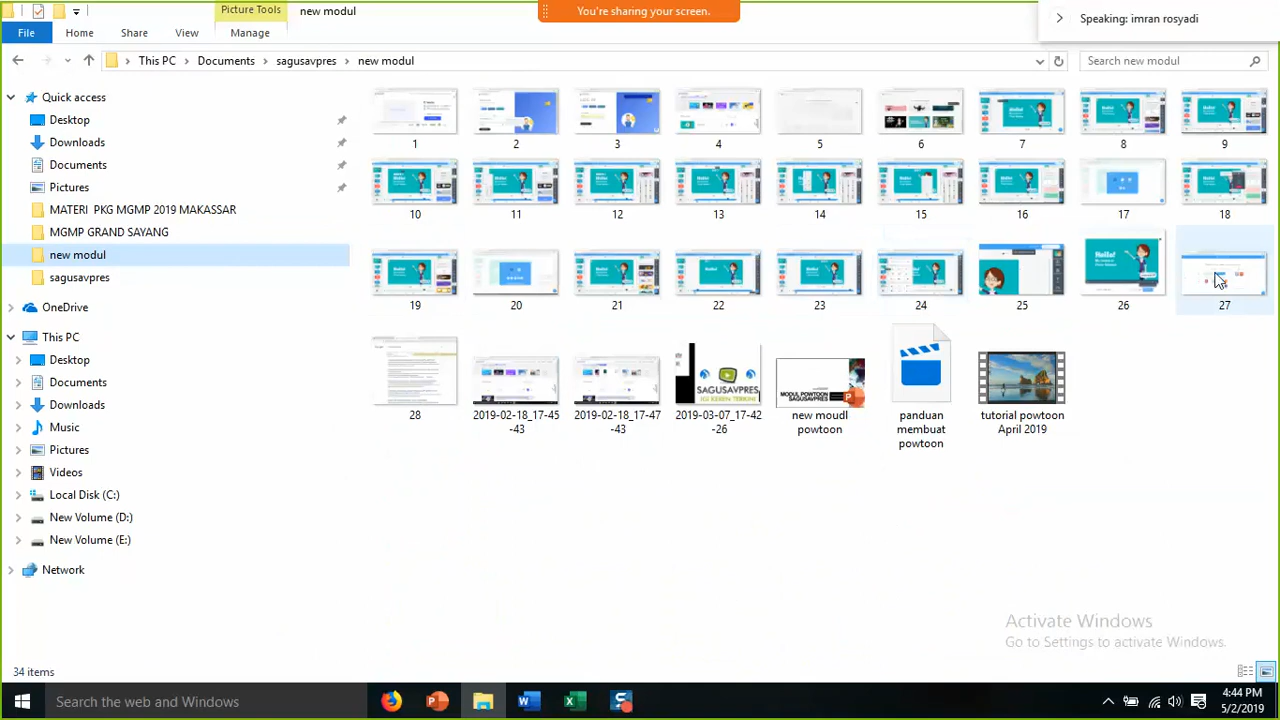 Picture Tools
new modul
You're sharing your screen.
Speaking: imran rosyadi
File
Home
Share
View
Manage
This PC
Documents
sagusavpres
new modul
Search new modul
Quick access
Desktop
Downloads
Documents
Pictures
MATERI PKG MGMP 2019 MAKASSAR
MGMP GRAND SAYANG
new modul
sagusavpres
OneDrive
This PC
Desktop
Documents
Downloads
Music
Pictures
Videos
Local Disk (C:)
New Volume (D:)
New Volume (E:)
Network
1
2
3
4
5
6
7
8
9
10
11
12
13
14
15
16
17
18
19
20
21
22
23
24
25
Hello!
26
27
28
2019-02-18_17-45
-43
2019-02-18_17-47
-43
SAGUSAVPRES
2019-03-07_17-42
-26
MODUL POWTOON
SAGUSAVPRES
new moudl
powtoon
panduan
membuat
powtoon
tutorial powtoon
April 2019
Activate Windows
Go to Settings to activate Windows.
34 items
Search the web and Windows
4:44 PM
5/2/2019